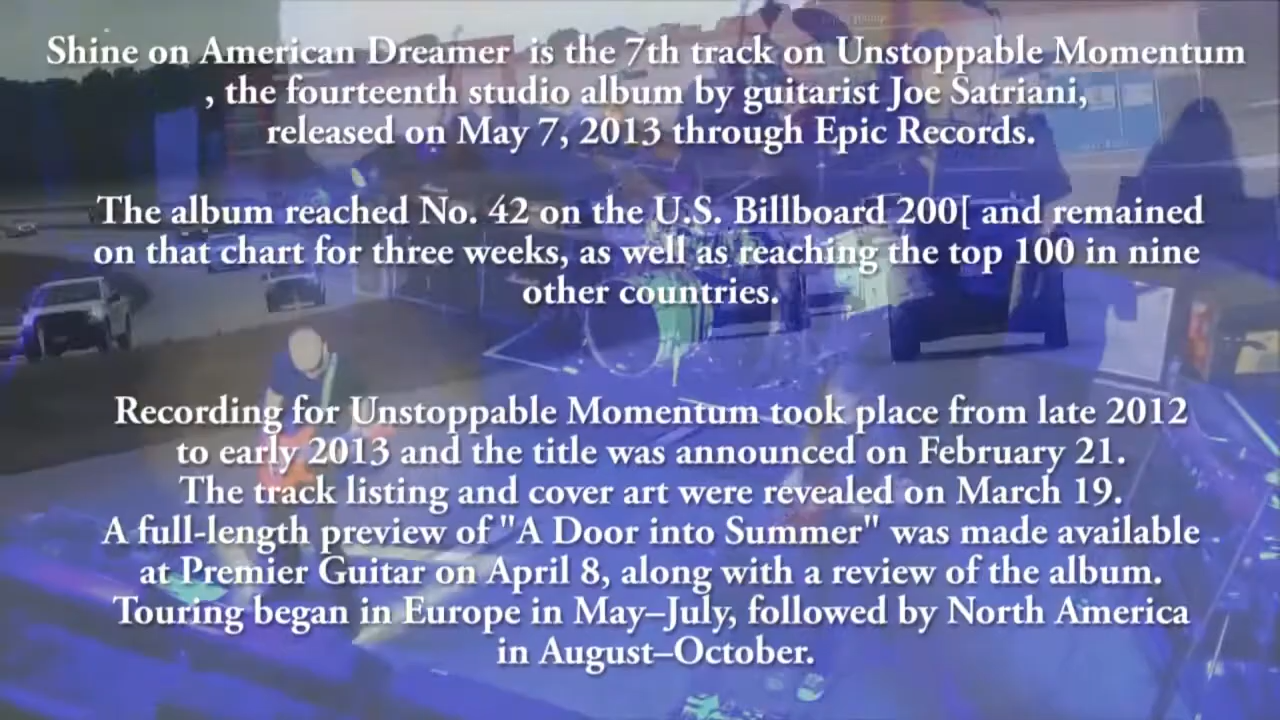 Shine on American Dreamer is the 7th track on Unstoppable Momentum
, the fourteenth studio album by guitarist Joe Satriani,
released on May 7, 2013 through Epic Records.
The album reached No. 42 on the U.S. Billboard 200[ and remained
on that chart for three weeks, as well as reaching the top 100 in nine
other countries.
Recording for Unstoppable Momentum took place from late 2012
to early 2013 and the title was announced on February 21.
The track listing and cover art were revealed on March 19.
A full-length preview of "A Door into Summer" was made available
at Premier Guitar on April 8, along with a review of the album.
Touring began in Europe in May–July, followed by North America
in August–October.